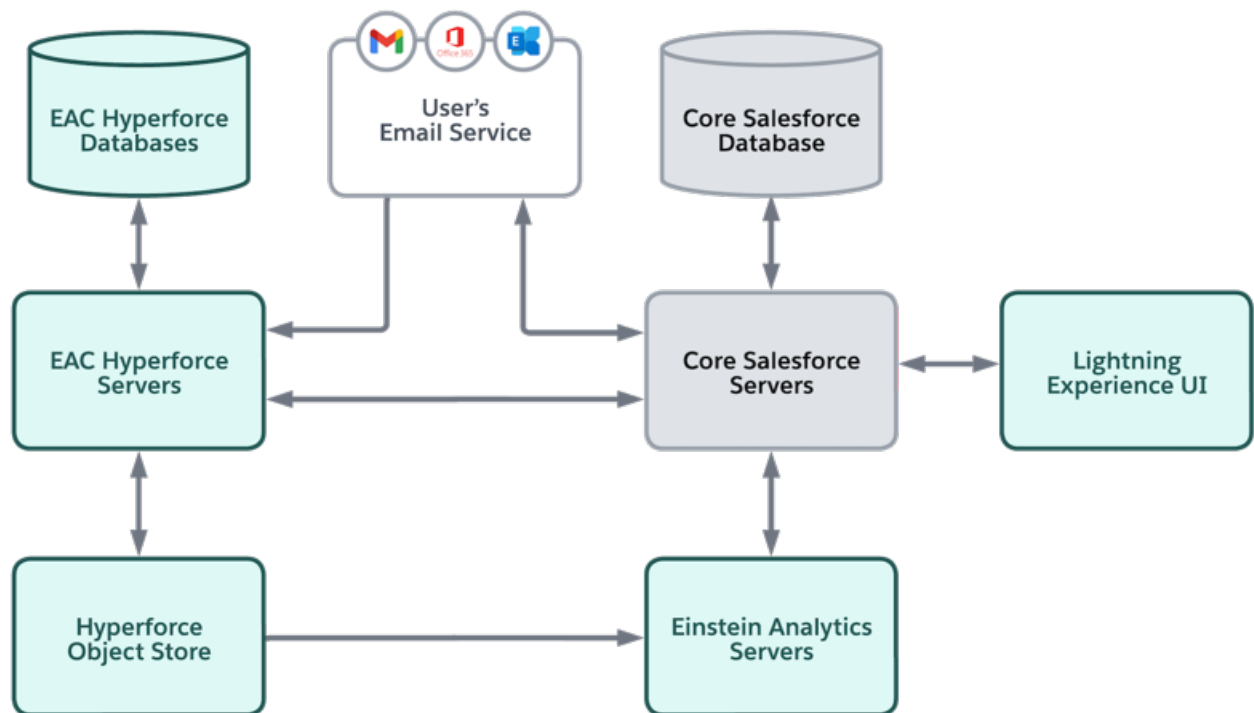 EAC Hyperforce
Databases
Office 365
User's
Email Service
Core Salesforce
Database
EAC Hyperforce
Servers
Core Salesforce
Servers
Lightning
Experience UI
Hyperforce
Object Store
Einstein Analytics
Servers